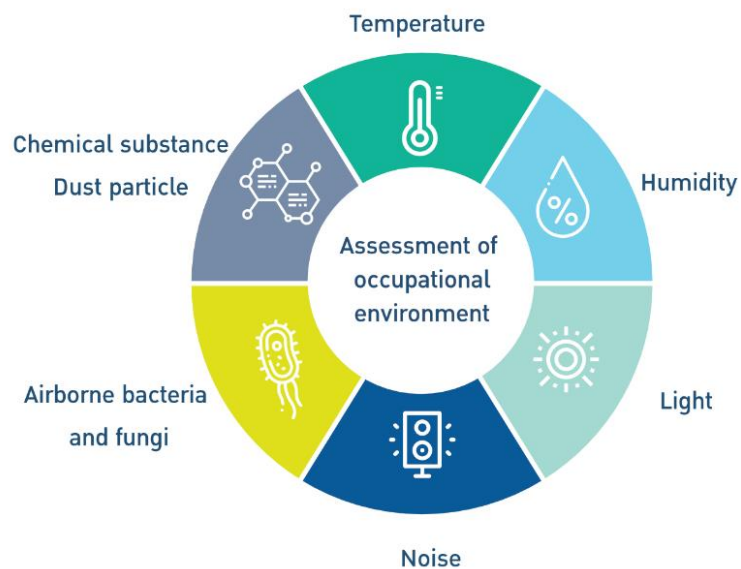 Temperature
Chemical substance
Dust particle
Humidity
%
Assessment of
occupational
environment
Airborne bacteria
and fungi
Light
Noise